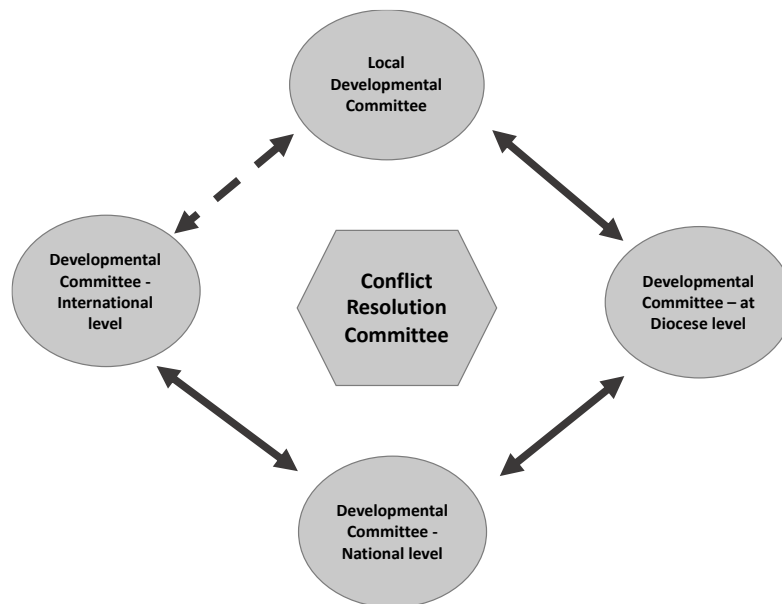 Local
Developmental
Committee
Developmental
Committee -
International
level
Conflict
Resolution
Committee
Developmental
Committee – at
Diocese level
Developmental
Committee -
National level